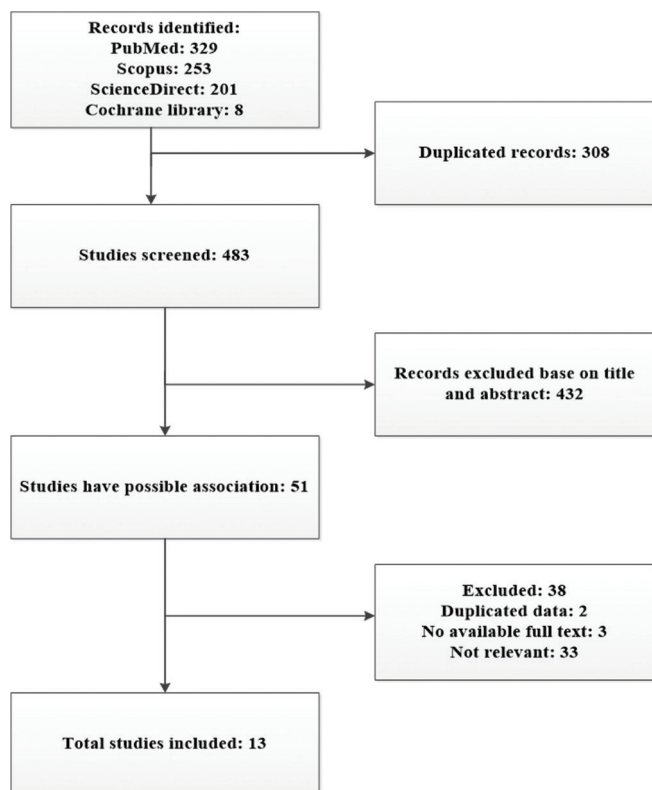 Records identified:
PubMed: 329
Scopus: 253
ScienceDirect: 201
Cochrane library: 8
Duplicated records: 308
Studies screened: 483
Records excluded base on title
and abstract: 432
Studies have possible association: 51
Excluded: 38
Duplicated data: 2
No available full text: 3
Not relevant: 33
Total studies included: 13